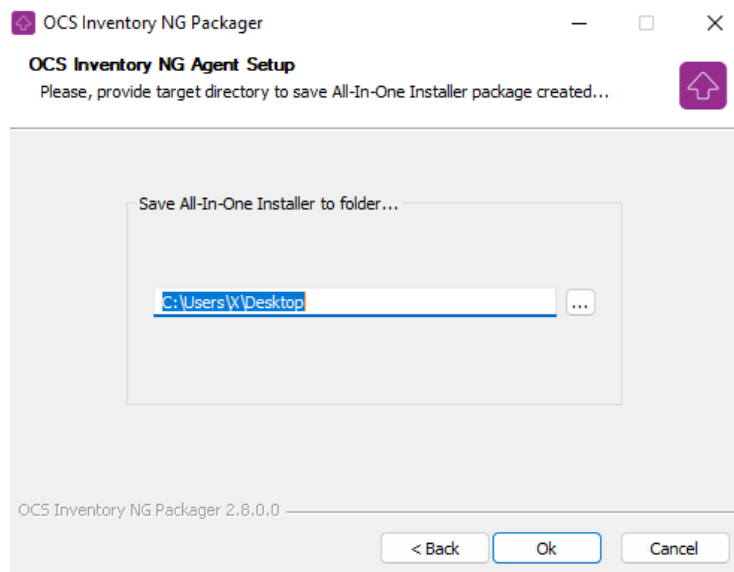 OCS Inventory NG Packager
OCS Inventory NG Agent Setup
Please, provide target directory to save All-In-One Installer package created...
Save All-In-One Installer to folder...
C:\Users\X\Desktop
...
OCS Inventory NG Packager 2.8.0.0
< Back
Ok
Cancel